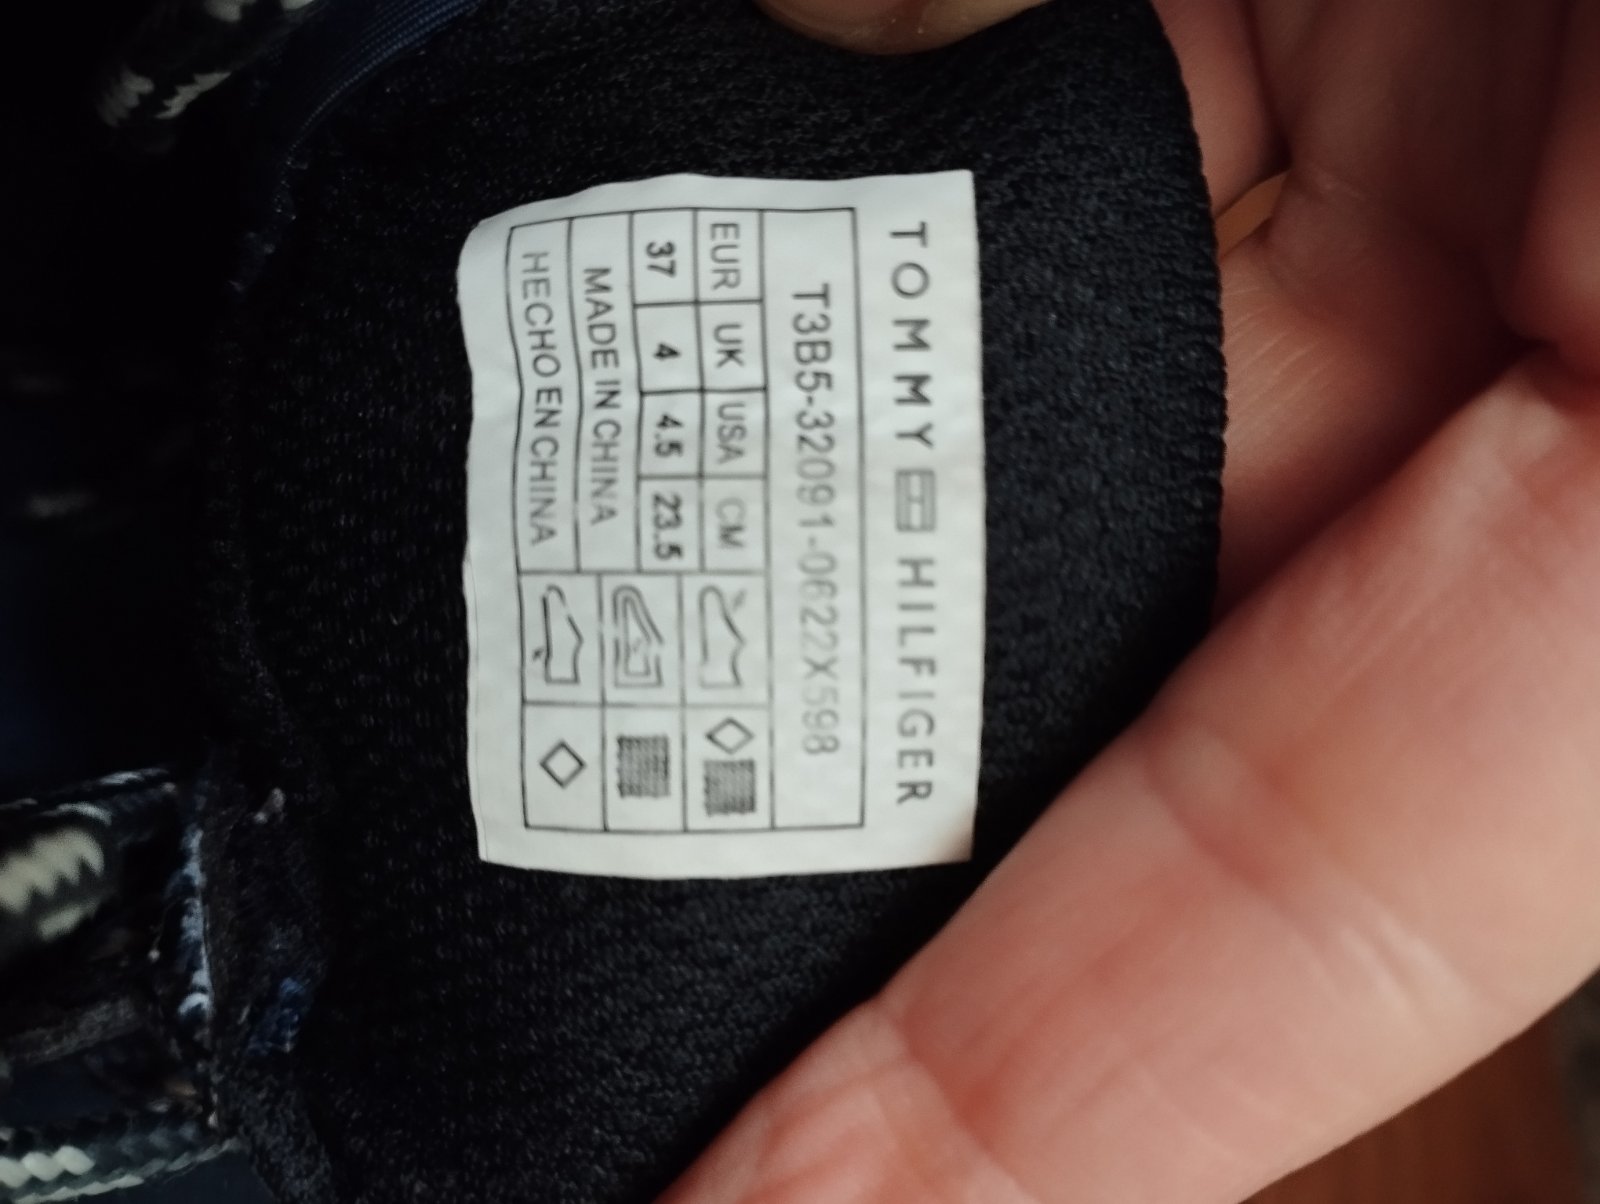 TOMMY HILFIGER
T3B5-32091-0622X598
EUR UK USA CM
37 4 4.5 23.5
MADE IN CHINA
HECHO EN CHINA